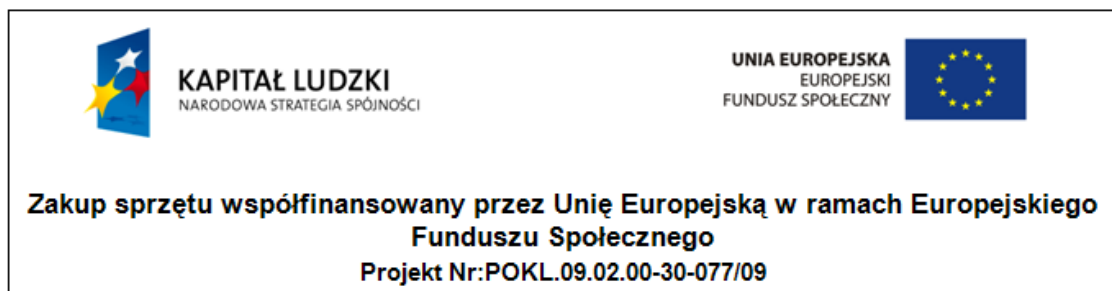 KAPITAŁ LUDZKI
NARODOWA STRATEGIA SPÓJNOŚCI
UNIA EUROPEJSKA
EUROPEJSKI
FUNDUSZ SPOŁECZNY
Zakup sprzętu współfinansowany przez Unię Europejską w ramach Europejskiego
Funduszu Społecznego
Projekt Nr:POKL.09.02.00-30-077/09